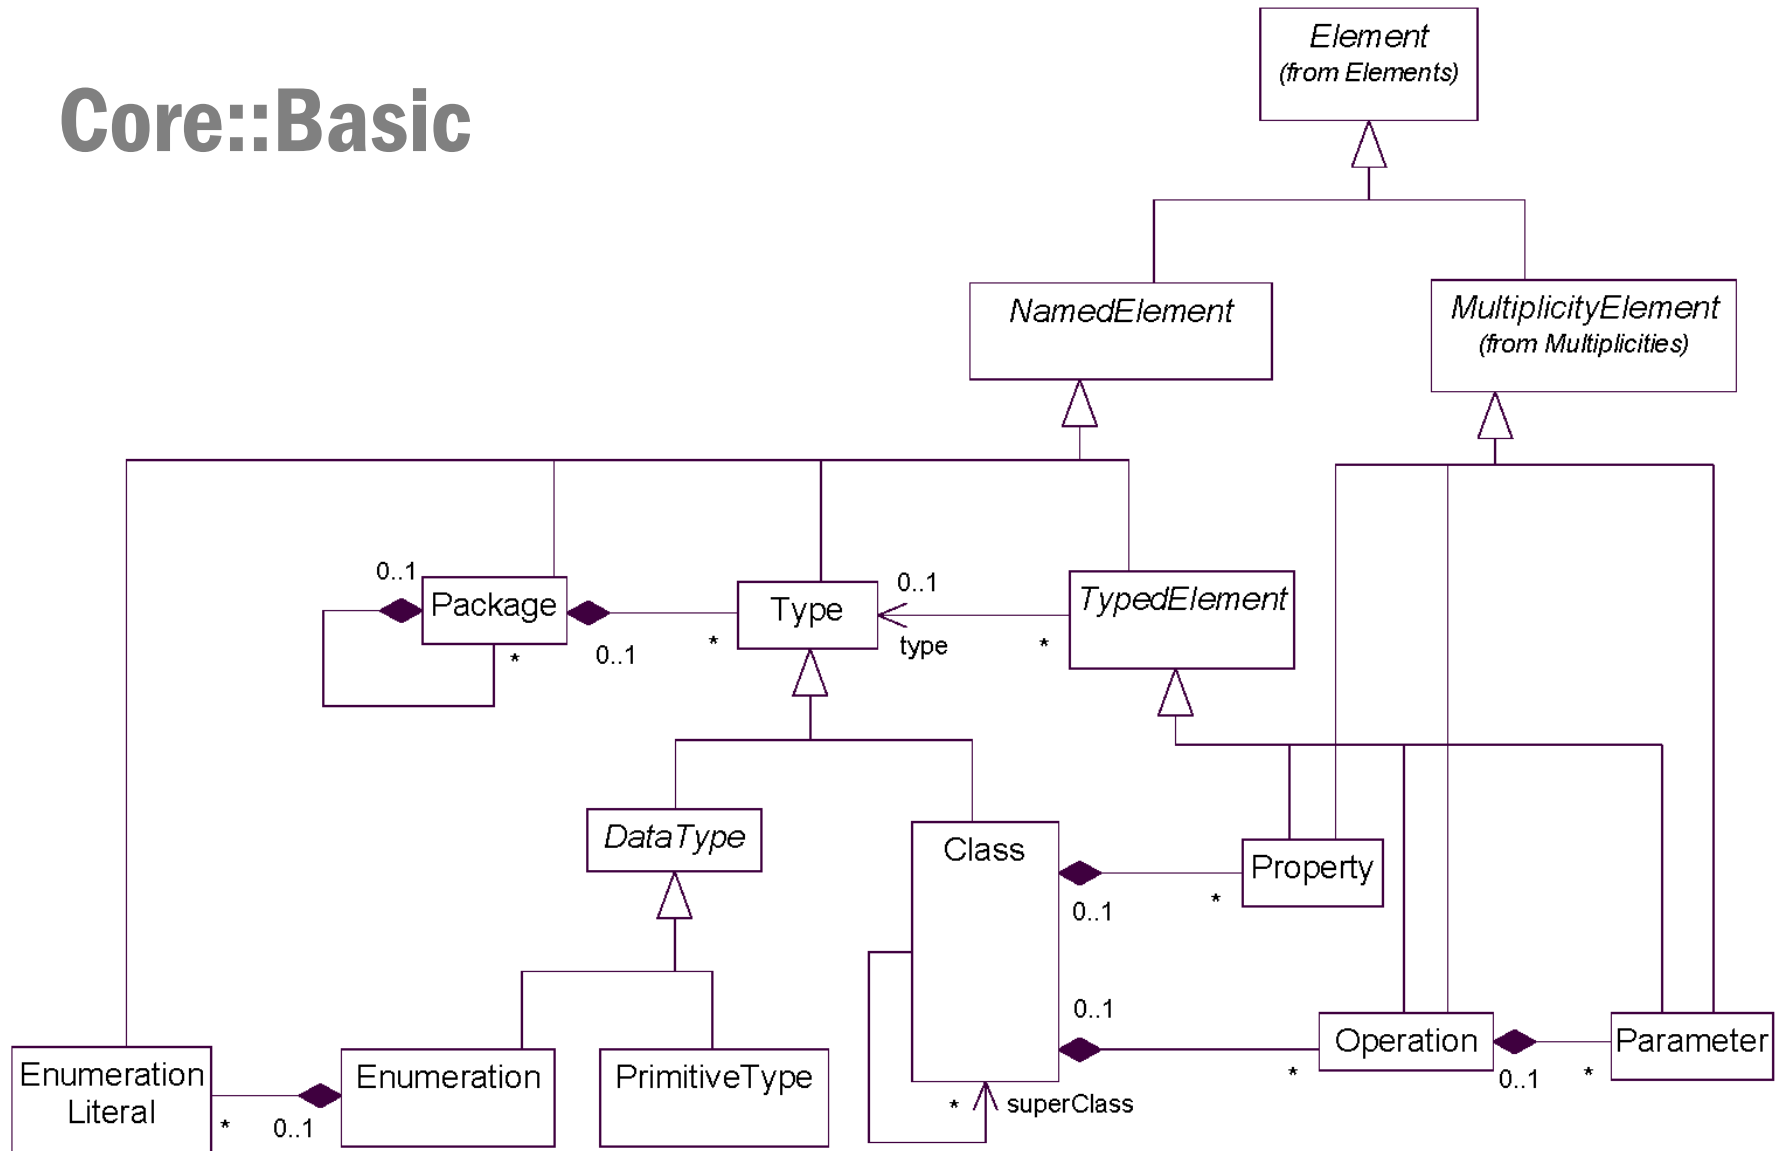 Core::Basic
Element
(from Elements)
NamedElement
MultiplicityElement
(from Multiplicities)
0..1
Package
*
0..1
*
Type
0..1
type
*
TypedElement
DataType
Class
0..1
*
Property
0..1
*
Operation
0..1
*
Parameter
*
superClass
Enumeration
Literal
*
0..1
Enumeration
PrimitiveType